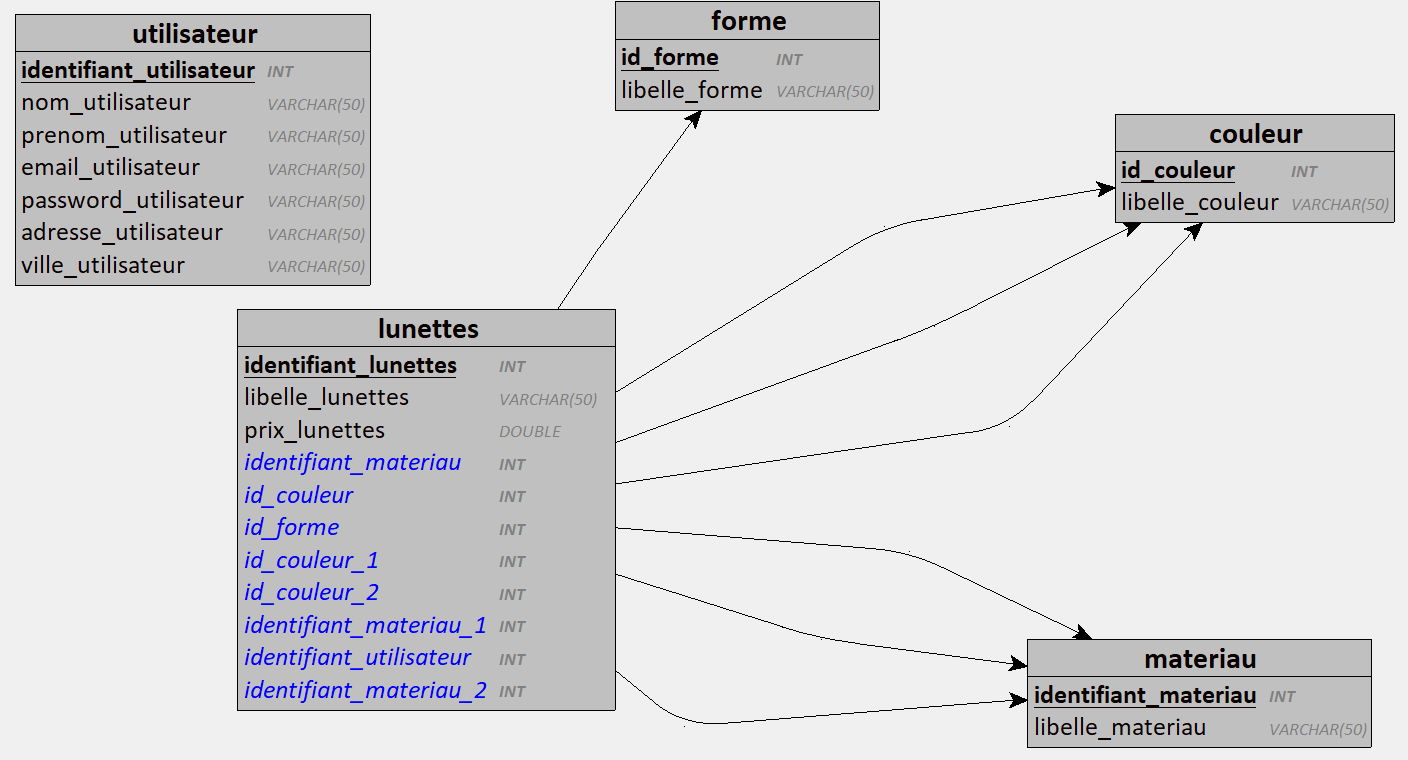 utilisateur
identifiant_utilisateur INT
nom_utilisateur VARCHAR(50)
prenom_utilisateur VARCHAR(50)
email_utilisateur VARCHAR(50)
password_utilisateur VARCHAR(50)
adresse_utilisateur VARCHAR(50)
ville_utilisateur VARCHAR(50)
forme
id_forme INT
libelle_forme VARCHAR(50)
couleur
id_couleur INT
libelle_couleur VARCHAR(50)
lunettes
identifiant_lunettes INT
libelle_lunettes VARCHAR(50)
prix_lunettes DOUBLE
identifiant_materiau INT
id_couleur INT
id_forme INT
id_couleur_1 INT
id_couleur_2 INT
identifiant_materiau_1 INT
identifiant_utilisateur INT
identifiant_materiau_2 INT
materiau
identifiant_materiau INT
libelle_materiau VARCHAR(50)